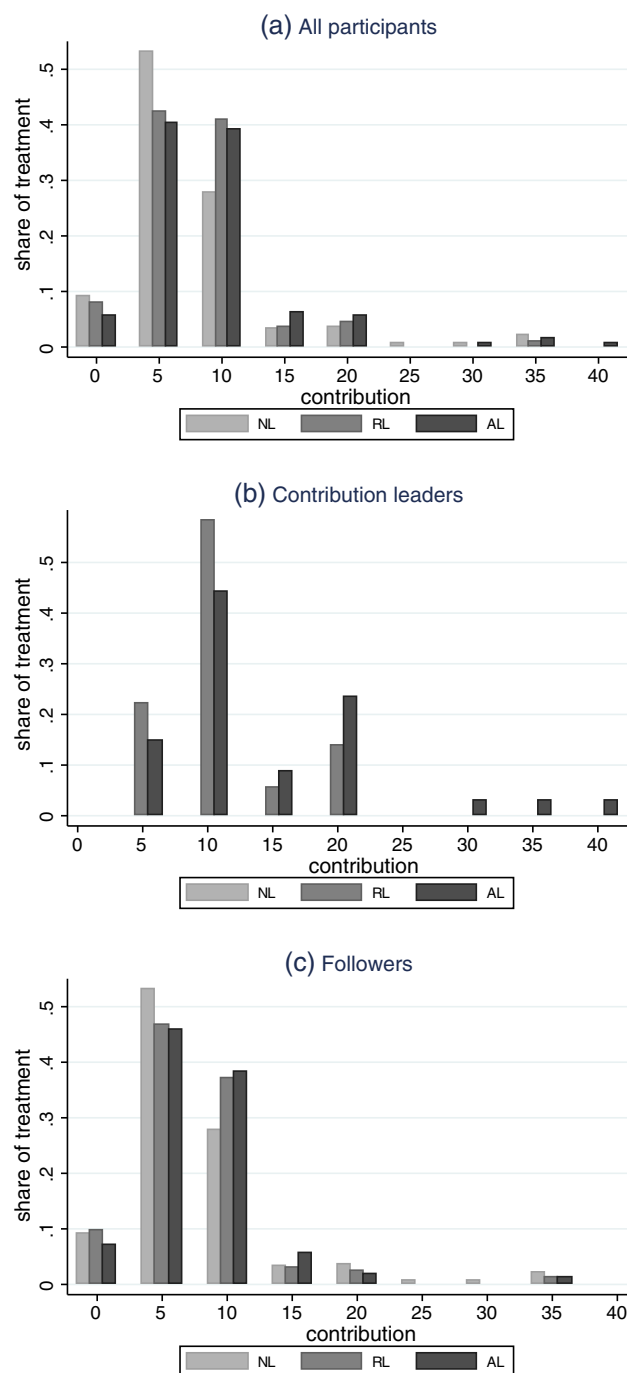 (a) All participants
share of treatment
.5
.4
.3
.2
.1
0
0 5 10 15 20 25 30 35 40
contribution
NL RL AL
(b) Contribution leaders
share of treatment
.5
.4
.3
.2
.1
0
0 5 10 15 20 25 30 35 40
contribution
NL RL AL
(c) Followers
share of treatment
.5
.4
.3
.2
.1
0
0 5 10 15 20 25 30 35 40
contribution
NL RL AL